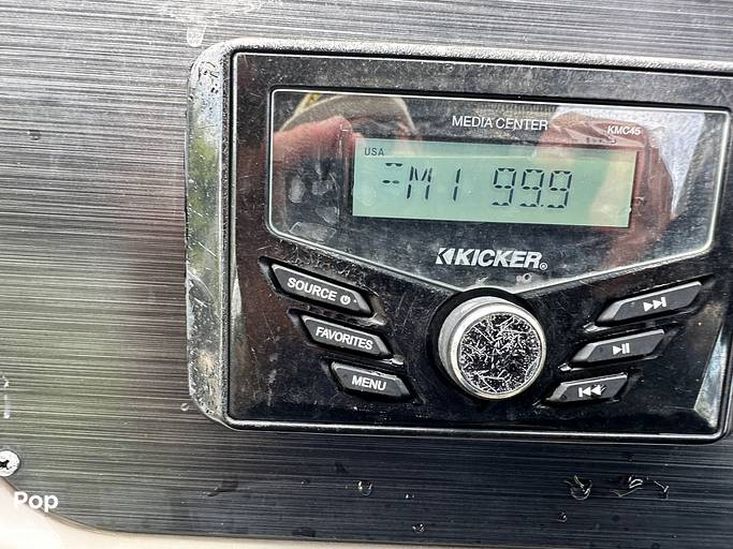 MEDIA CENTER
KMC45
USA
FM1 99.9
KICKER®
SOURCE
FAVORITES
MENU
Pop